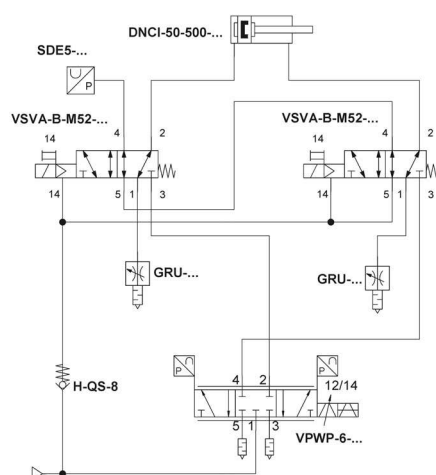 DNCI-50-500-...
SDE5-...
P
VSVA-B-M52-...
4
2
VSVA-B-M52-...
4
2
14
14
14
5
1
3
14
5
1
3
GRU-...
GRU-...
P
P
H-QS-8
4
2
12/14
5
1
3
VPWP-6-...